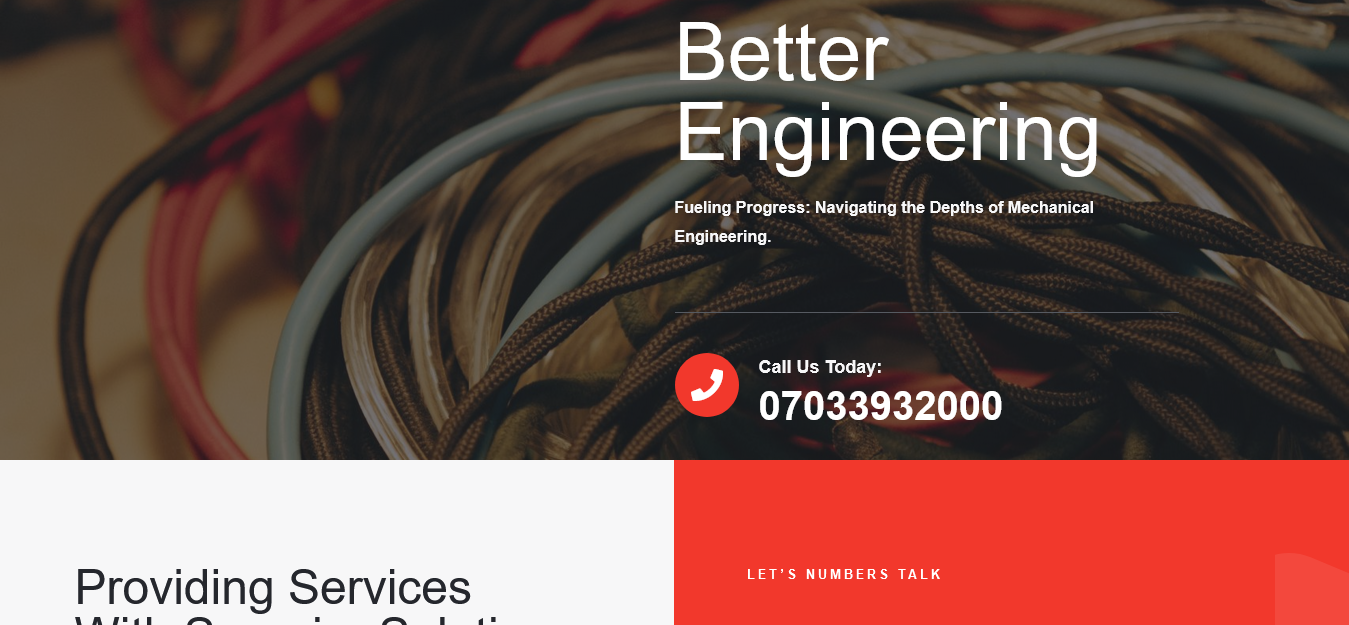 Better
Engineering
Fueling Progress: Navigating the Depths of Mechanical
Engineering.
Call Us Today:
07033932000
Providing Services
LET’S NUMBERS TALK
With